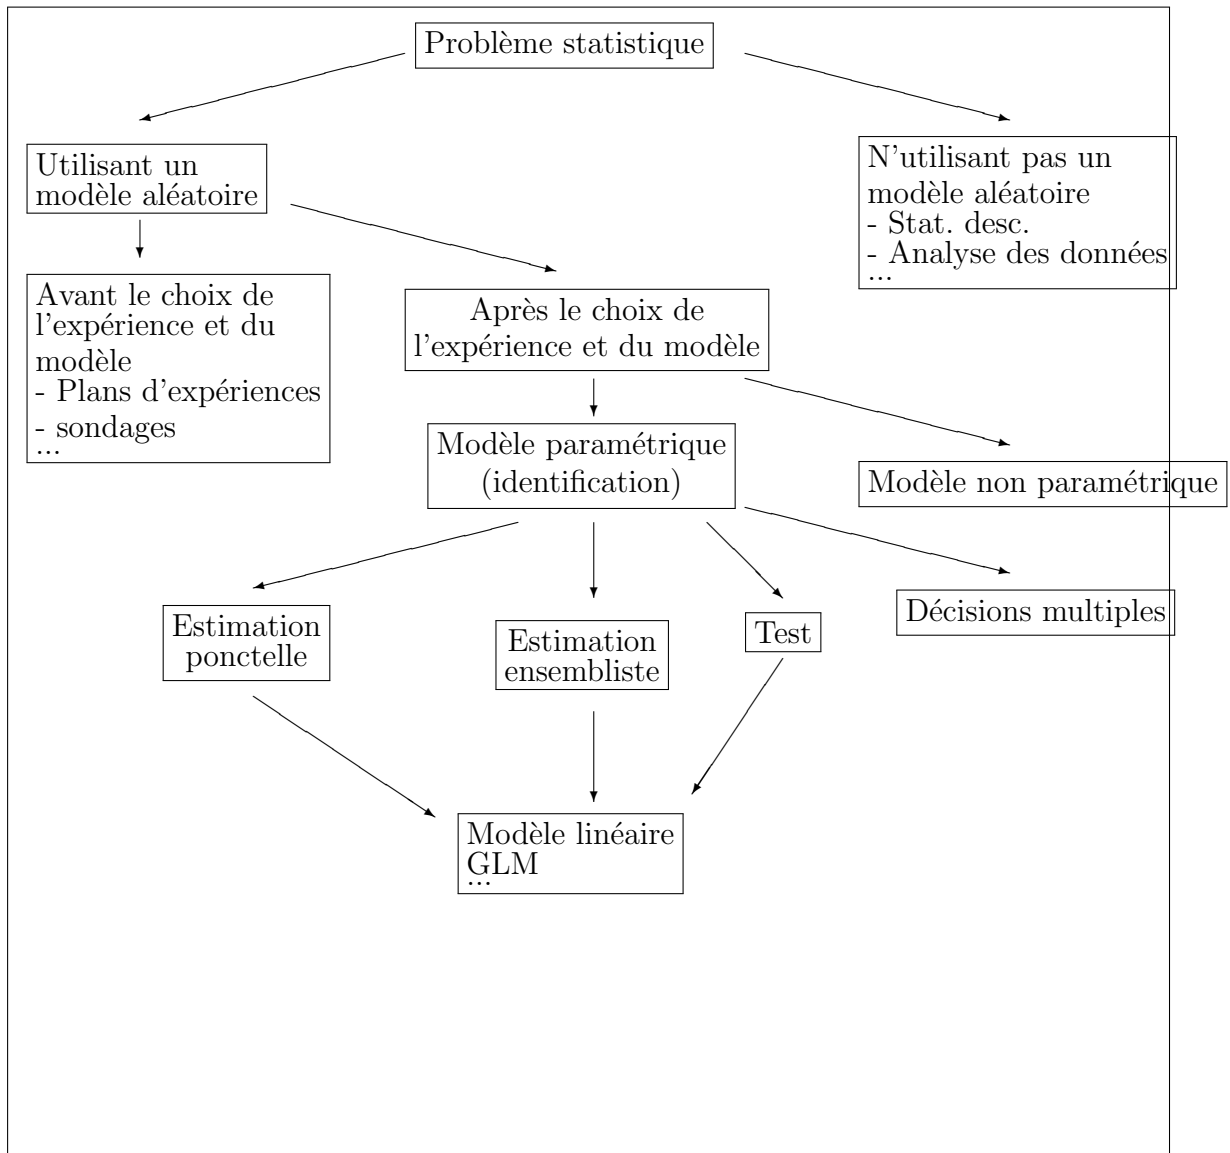 Problème statistique
Utilisant un
modèle aléatoire
N'utilisant pas un
modèle aléatoire
- Stat. desc.
- Analyse des données
...
Avant le choix de
l'expérience et du
modèle
- Plans d'expériences
- sondages
...
Après le choix de
l'expérience et du modèle
Modèle paramétrique
(identification)
Modèle non paramétrique
Estimation
ponctelle
Estimation
ensembliste
Test
Décisions multiples
Modèle linéaire
GLM
...